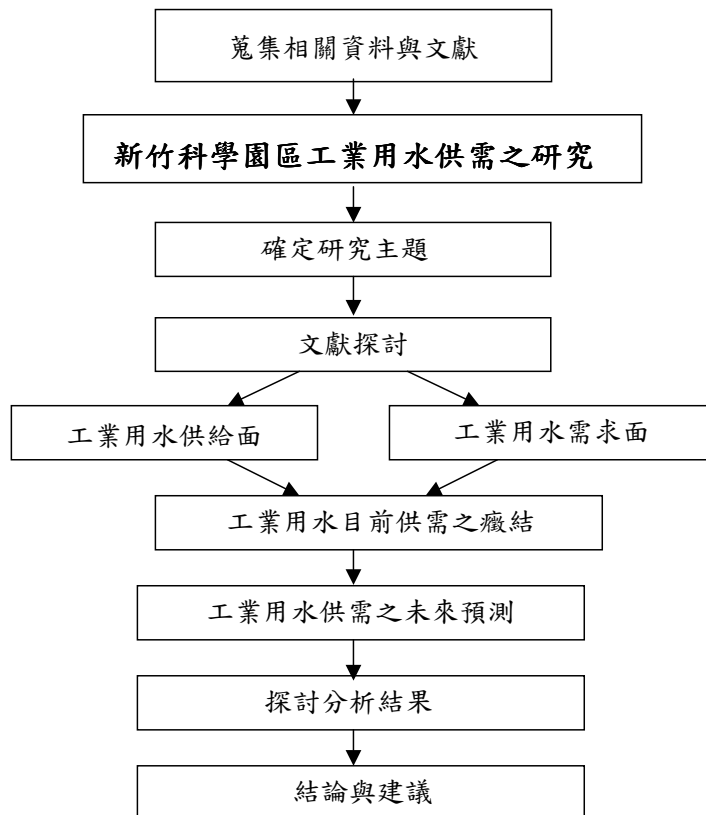 蒐集相關資料與文獻
新竹科學園區工業用水供需之研究
確定研究主題
文獻探討
工業用水供給面
工業用水需求面
工業用水目前供需之癥結
工業用水供需之未來預測
探討分析結果
結論與建議